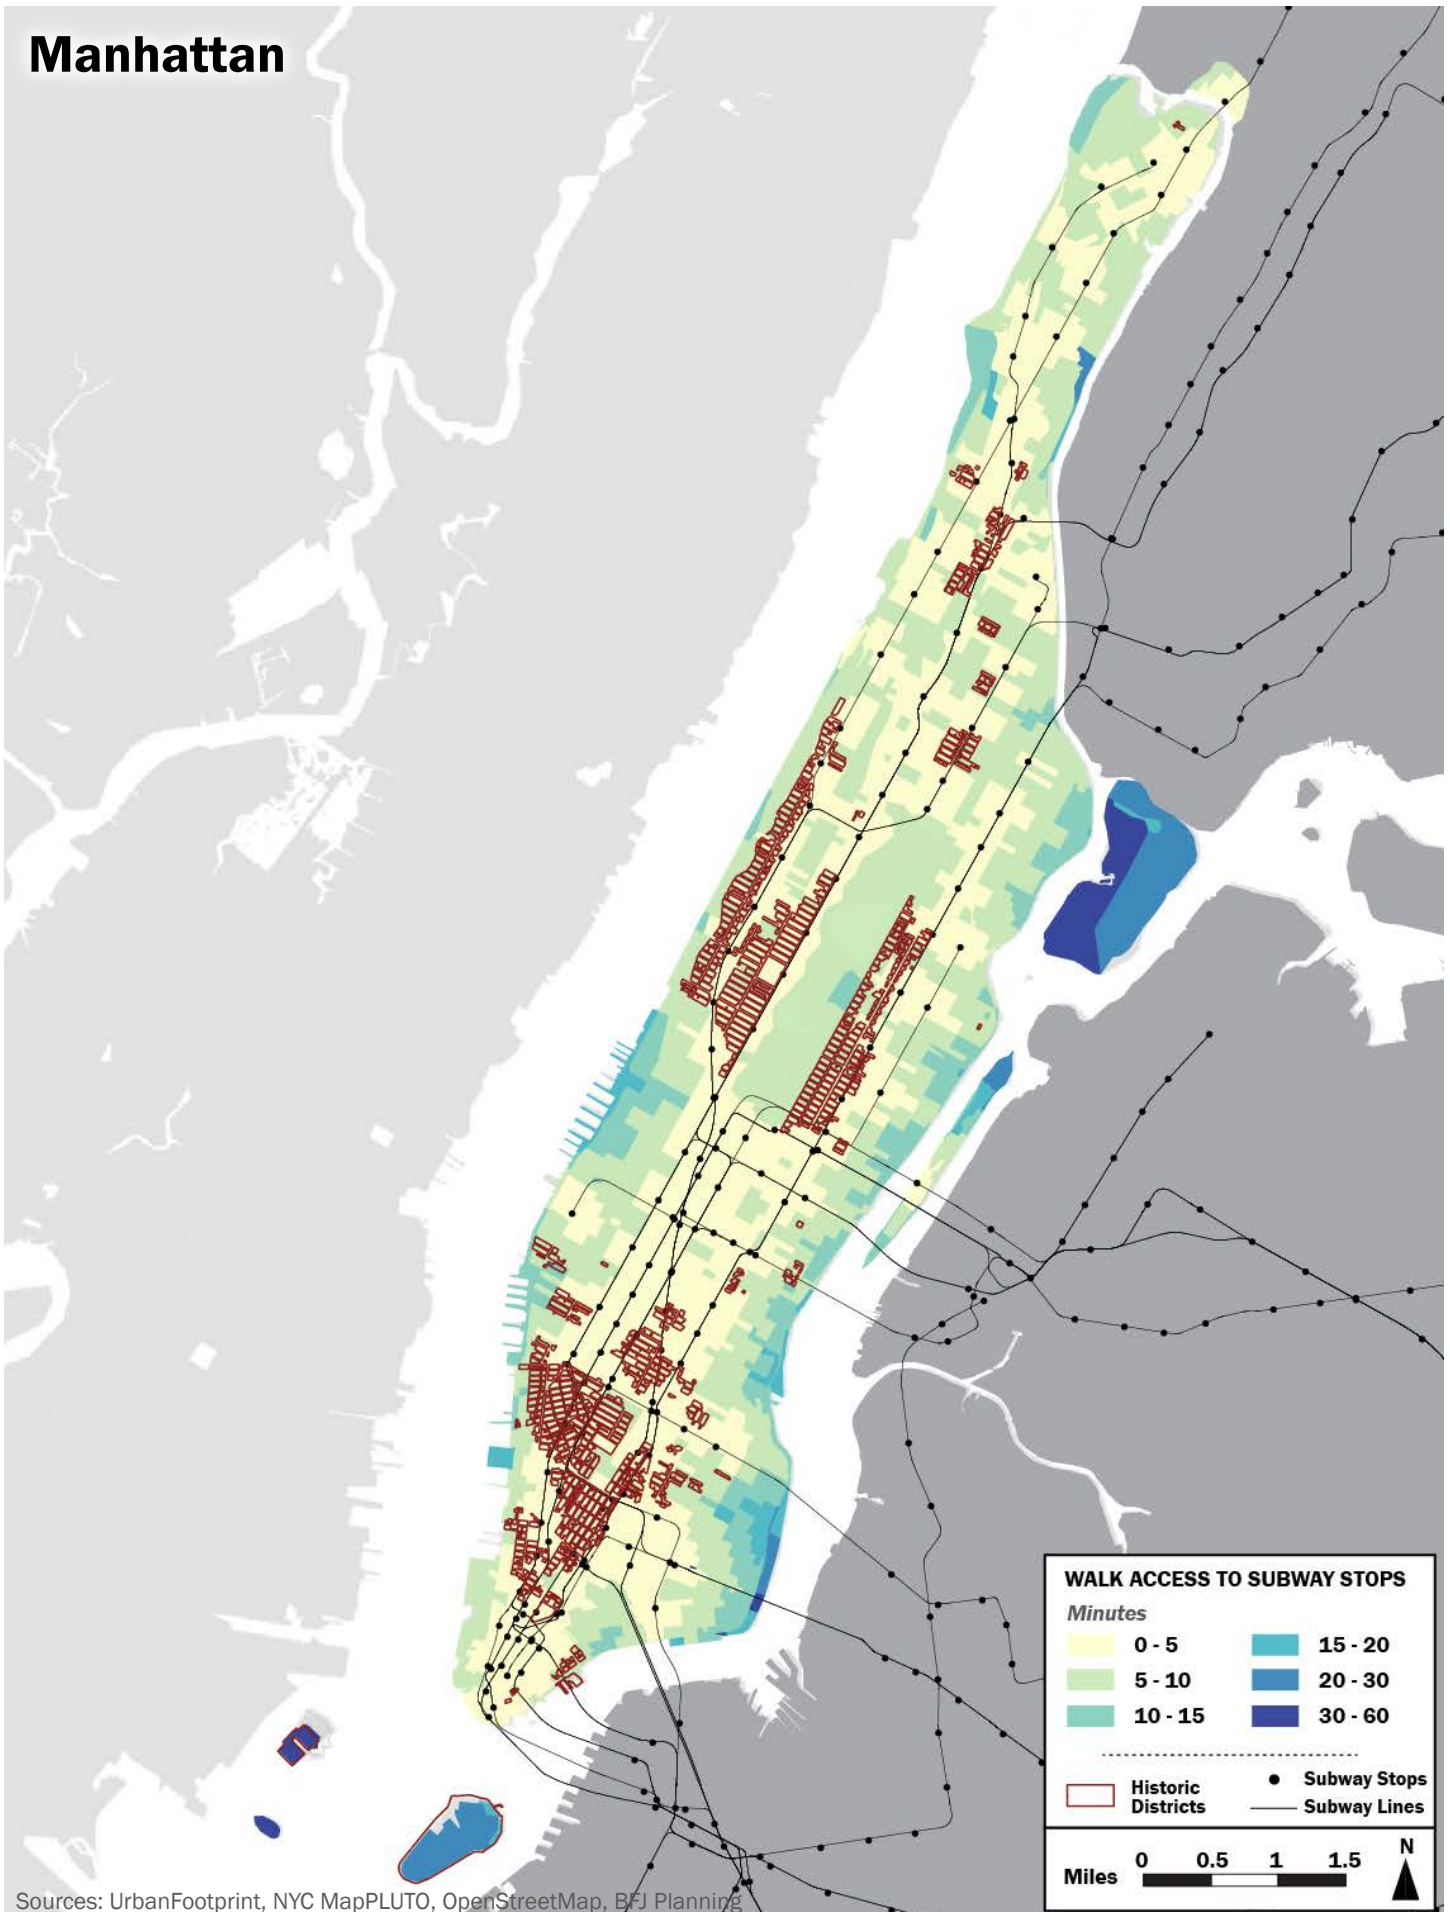 Manhattan
WALK ACCESS TO SUBWAY STOPS
Minutes
0 - 5
15 - 20
5 - 10
20 - 30
10 - 15
30 - 60
Historic
Districts
Subway Stops
Subway Lines
Miles
0 0.5 1 1.5
N
Sources: UrbanFootprint, NYC MapPLUTO, OpenStreetMap, BFJ Planning